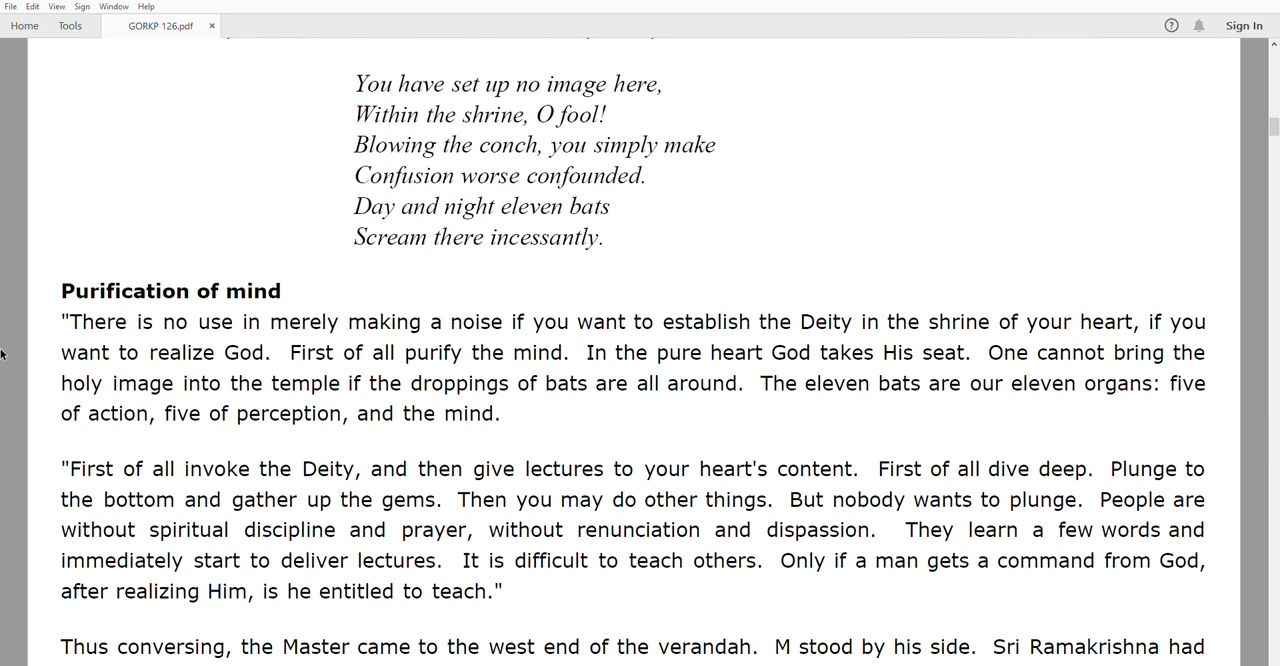 File Edit View Sign Window Help
Home Tools GORKP 126.pdf × Sign In
You have set up no image here,
Within the shrine, O fool!
Blowing the conch, you simply make
Confusion worse confounded.
Day and night eleven bats
Scream there incessantly.
Purification of mind
"There is no use in merely making a noise if you want to establish the Deity in the shrine of your heart, if you
want to realize God. First of all purify the mind. In the pure heart God takes His seat. One cannot bring the
holy image into the temple if the droppings of bats are all around. The eleven bats are our eleven organs: five
of action, five of perception, and the mind.
"First of all invoke the Deity, and then give lectures to your heart's content. First of all dive deep. Plunge to
the bottom and gather up the gems. Then you may do other things. But nobody wants to plunge. People are
without spiritual discipline and prayer, without renunciation and dispassion. They learn a few words and
immediately start to deliver lectures. It is difficult to teach others. Only if a man gets a command from God,
after realizing Him, is he entitled to teach."
Thus conversing, the Master came to the west end of the verandah. M stood by his side. Sri Ramakrishna had